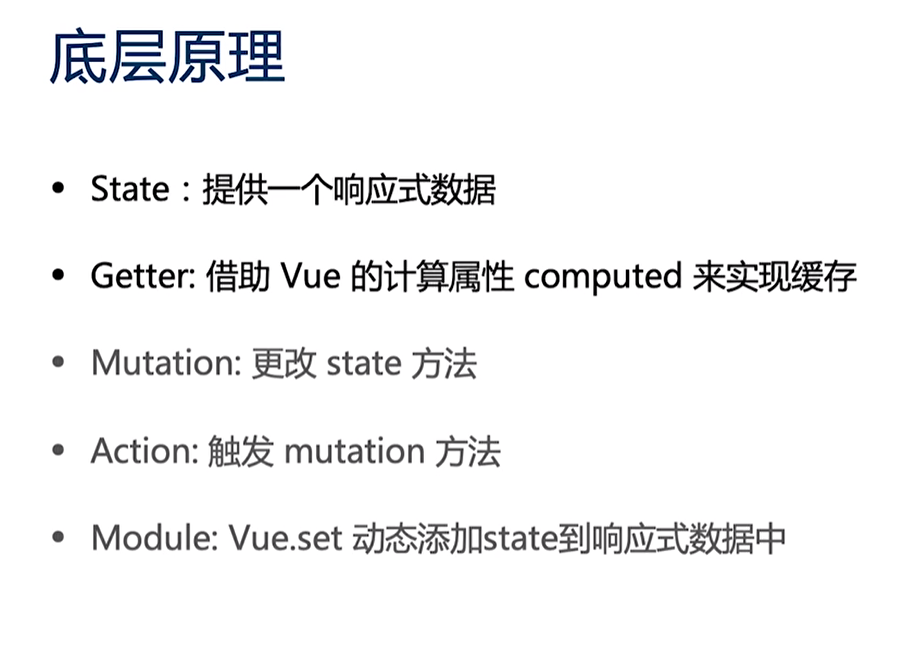 底层原理
• State：提供一个响应式数据
• Getter: 借助 Vue 的计算属性 computed 来实现缓存
• Mutation: 更改 state 方法
• Action: 触发 mutation 方法
• Module: Vue.set 动态添加state到响应式数据中